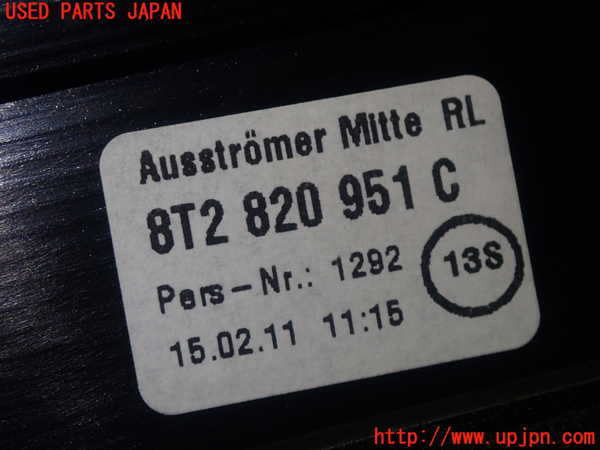 USED PARTS JAPAN
Ausströmer Mitte RL
8T2 820 951 C
Pers-Nr.: 1292
13S
15.02.11 11:15
http://www.upjpn.com/